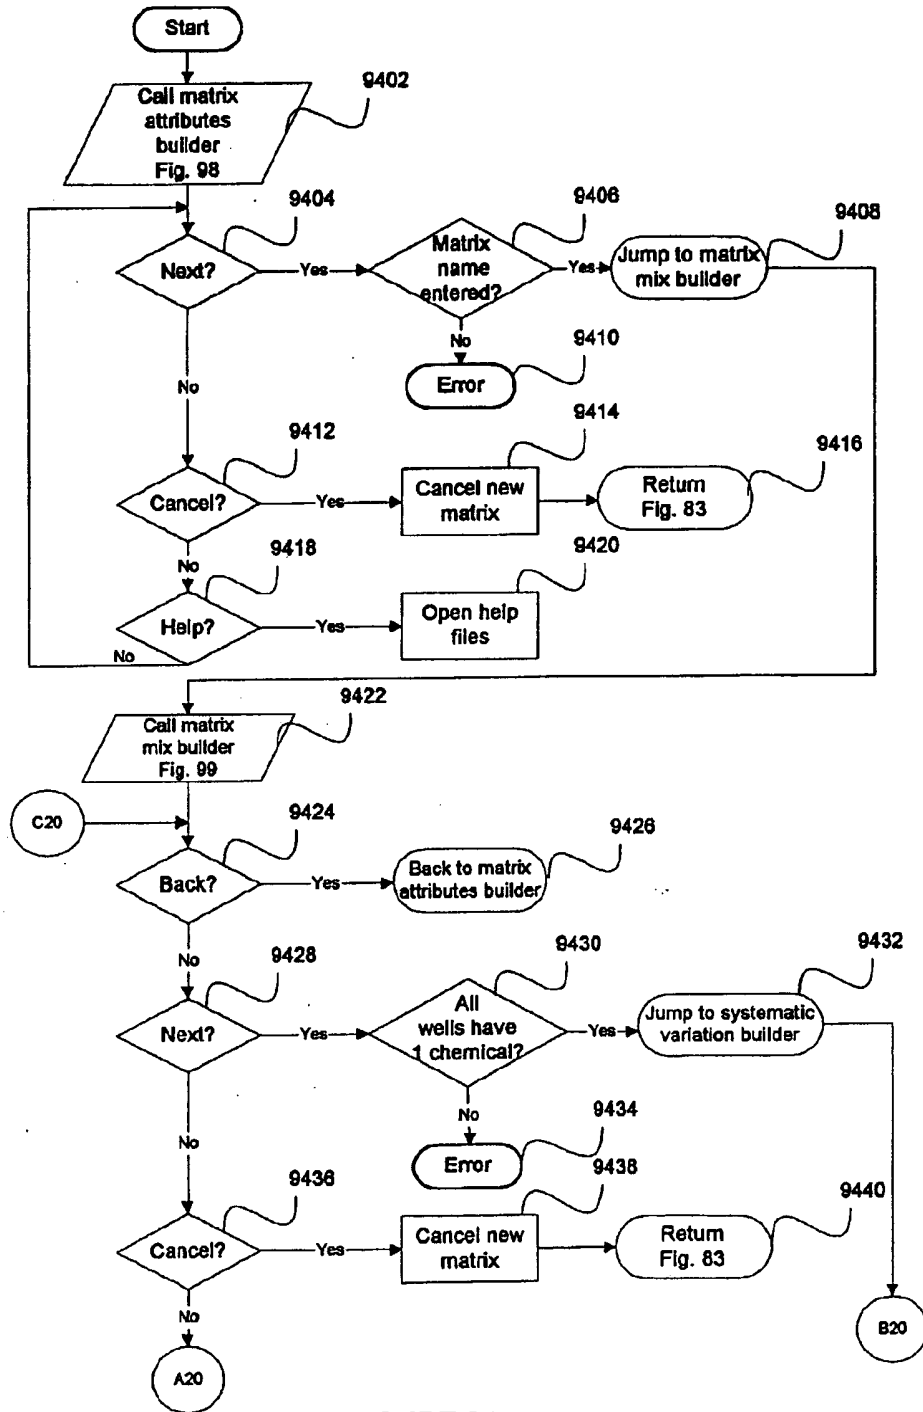 Start
Call matrix
attributes
builder
Fig. 98
9402
9404
Next?
Yes
9406
Matrix
name
entered?
Yes
9408
Jump to matrix
mix builder
No
9410
Error
No
9412
Cancel?
Yes
9414
Cancel new
matrix
9416
Return
Fig. 83
No
9418
Help?
Yes
9420
Open help
files
No
9422
Call matrix
mix builder
Fig. 99
C20
9424
Back?
Yes
9426
Back to matrix
attributes builder
No
9428
Next?
Yes
9430
All
wells have
1 chemical?
Yes
9432
Jump to systematic
variation builder
No
9434
Error
No
9436
Cancel?
Yes
9438
Cancel new
matrix
9440
Return
Fig. 83
No
A20
B20